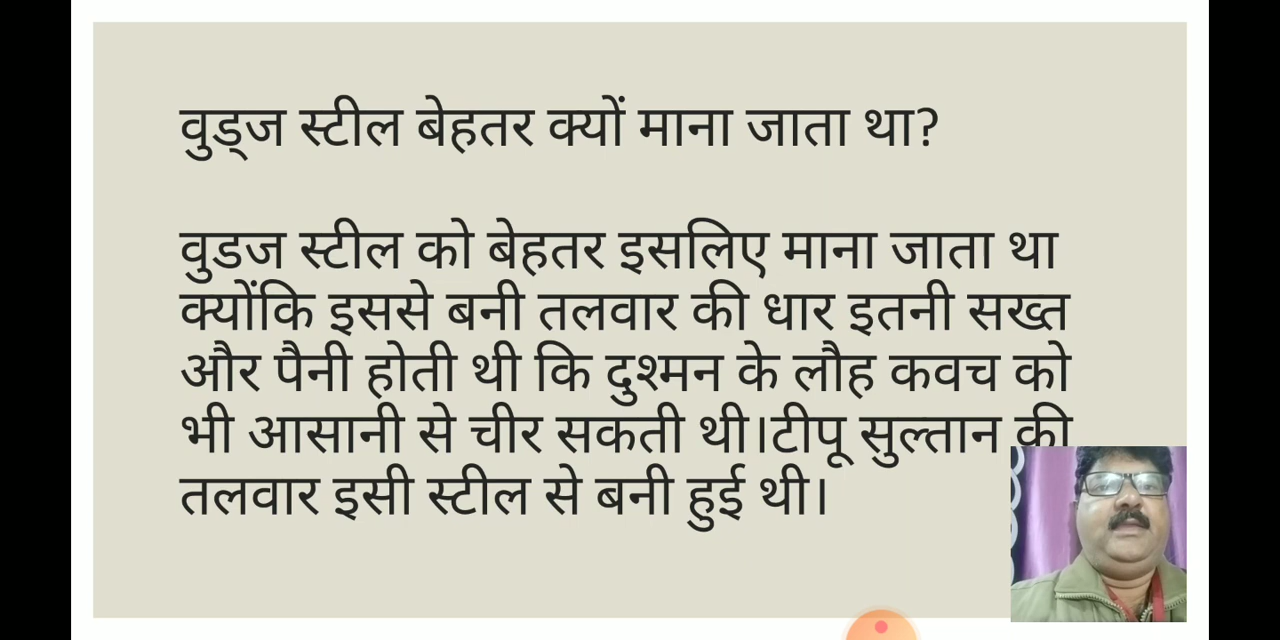 वुड्ज स्टील बेहतर क्यों माना जाता था?
वुडज स्टील को बेहतर इसलिए माना जाता था
क्योंकि इससे बनी तलवार की धार इतनी सख्त
और पैनी होती थी कि दुश्मन के लौह कवच को
भी आसानी से चीर सकती थी।टीपू सुल्तान की
तलवार इसी स्टील से बनी हुई थी।